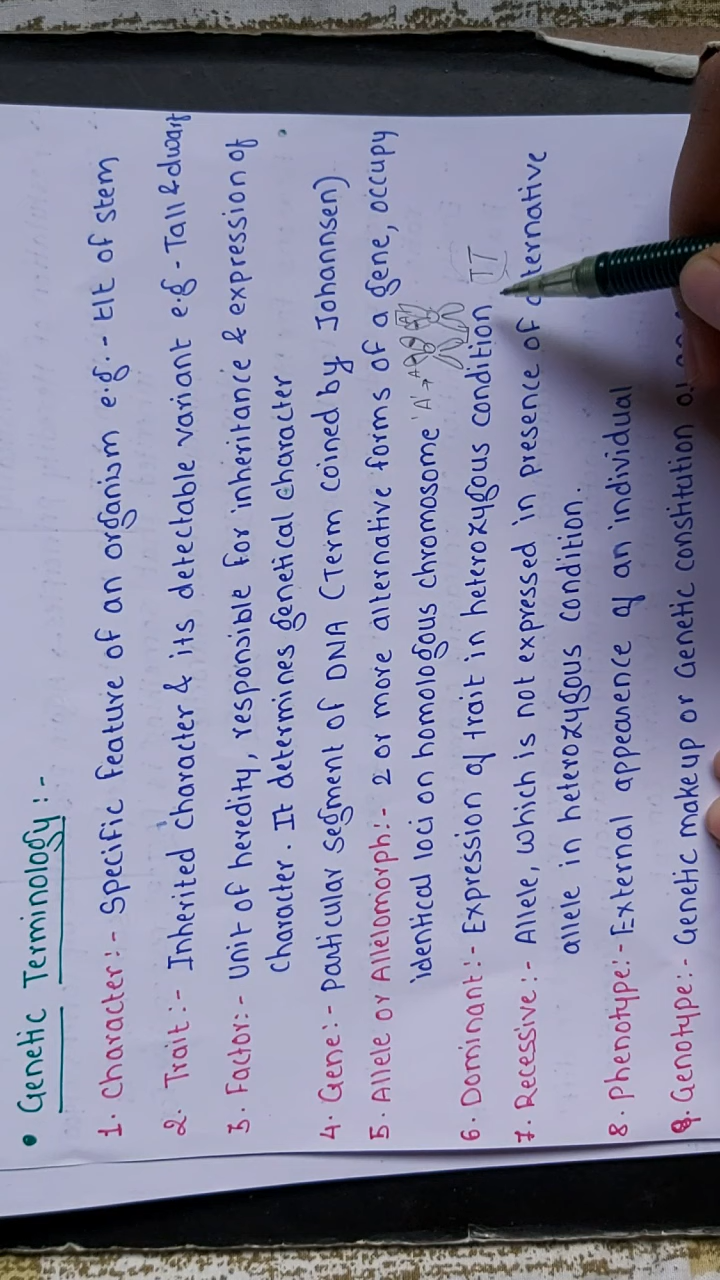 • Genetic Terminology :-
1. Character :- Specific feature of an organism e.g. - Ht of stem
2. Trait :- Inherited character & its detectable variant e.g - Tall & dwarf
3. Factor :- Unit of heredity, responsible for inheritance & expression of
character. It determines genetical character
4. Gene :- Particular segment of DNA (Term coined by Johannsen)
5. Allele or Allelomorph :- 2 or more alternative forms of a gene, occupy
identical loci on homologous chromosome 'A' → A A
6. Dominant :- Expression of trait in heterozygous condition TT
7. Recessive :- Allele, which is not expressed in presence of alternative
allele in heterozygous condition.
8. Phenotype :- External appearence of an individual
9. Genotype :- Genetic makeup or Genetic constitution of